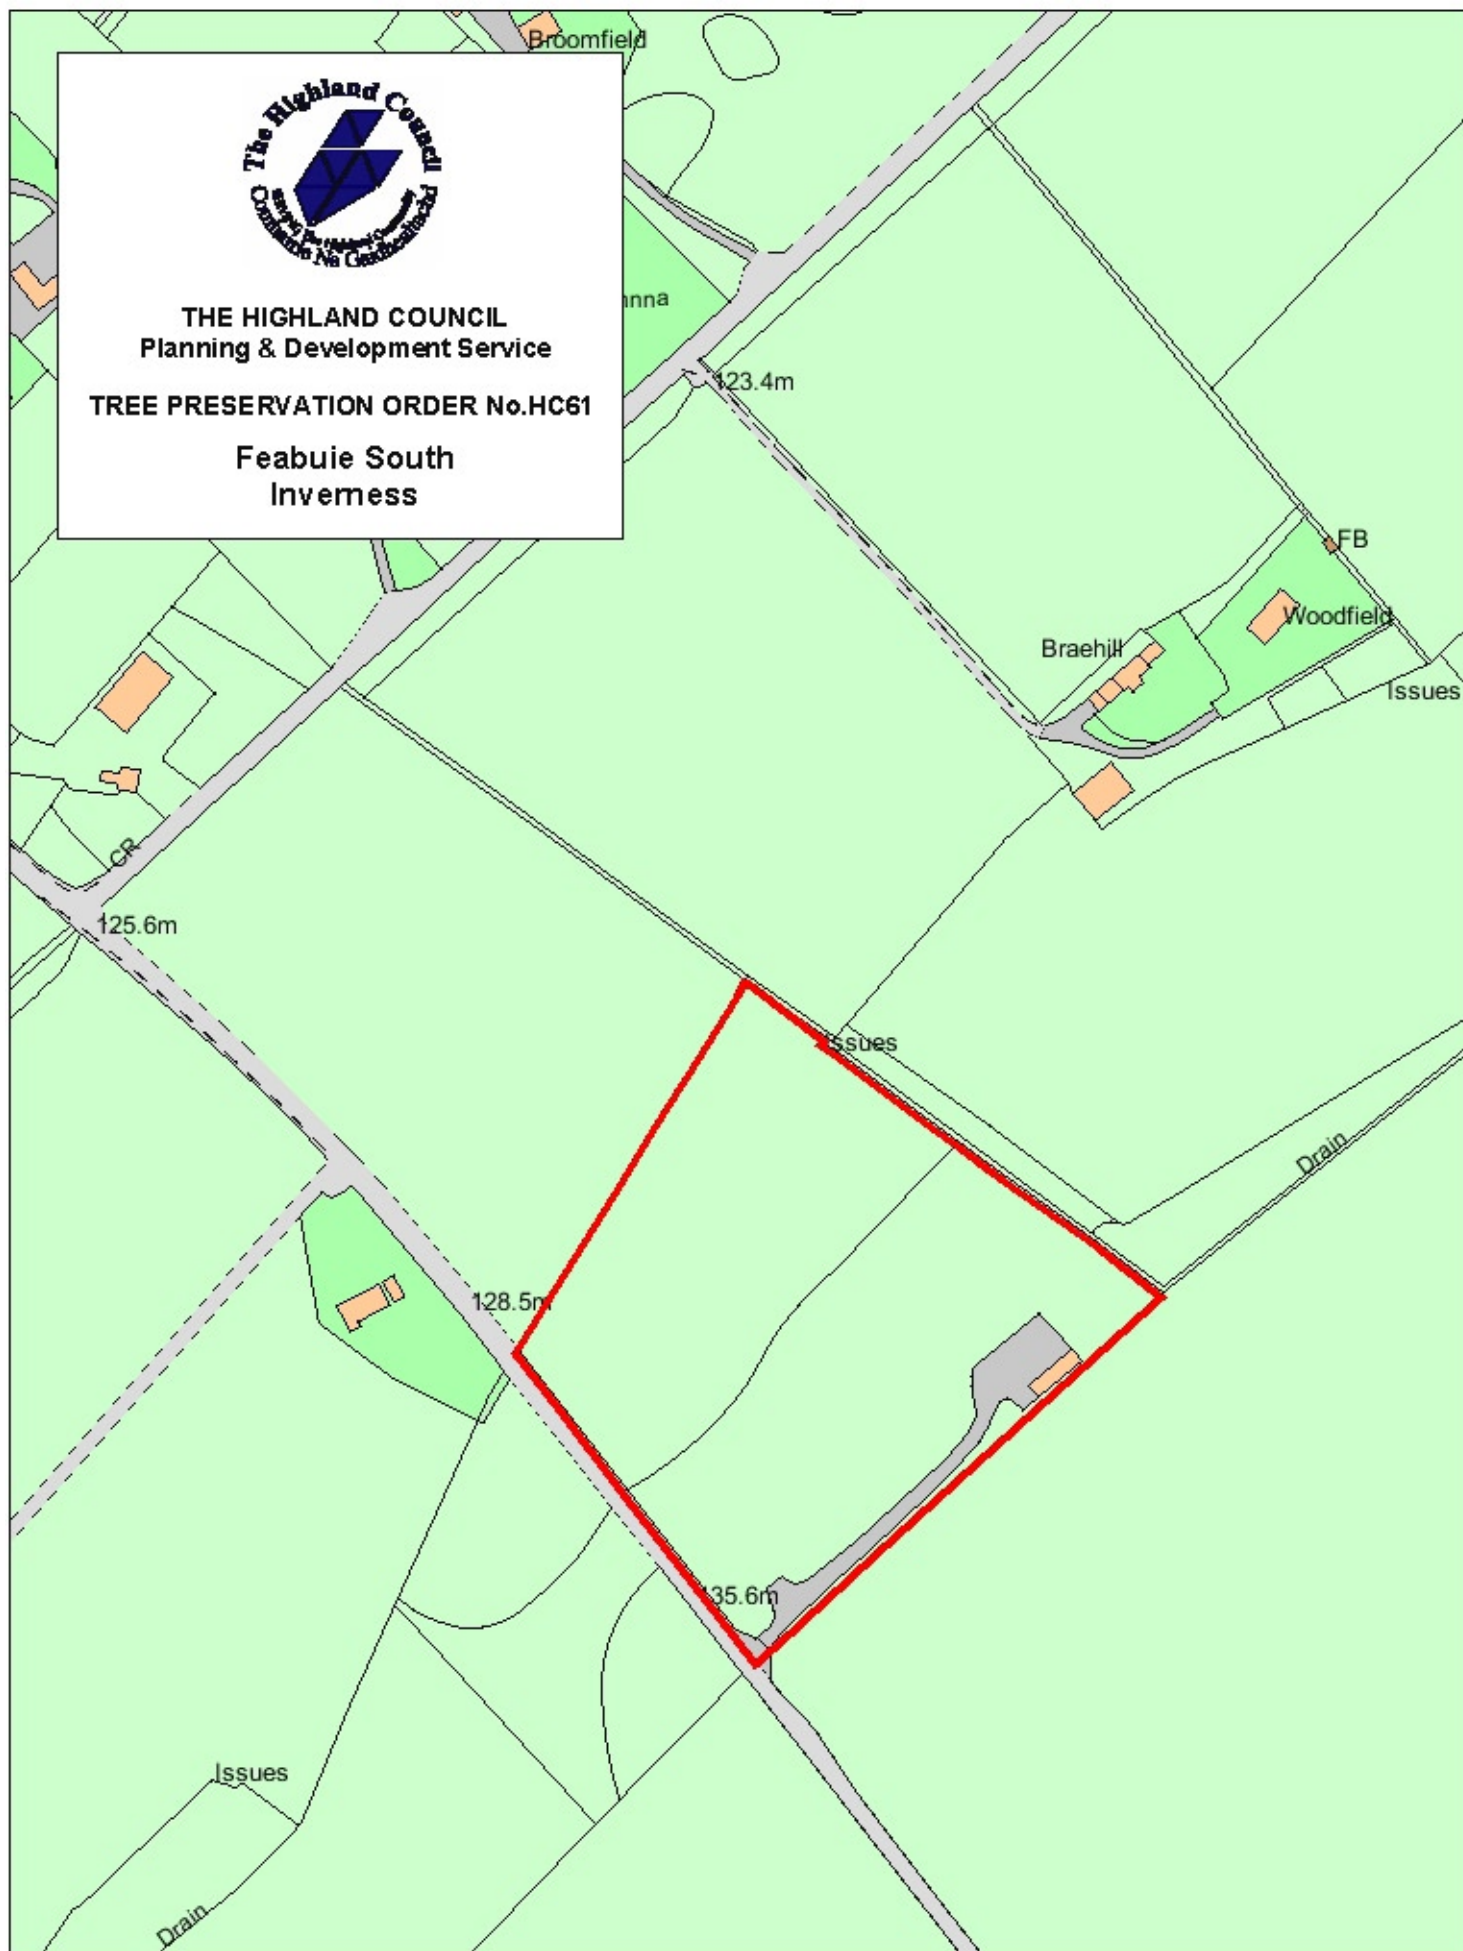 Broomfield
The Highland Council
Comhairle Na Gaidhealtachd
THE HIGHLAND COUNCIL
Planning & Development Service
TREE PRESERVATION ORDER No.HC61
Feabuie South
Inverness
nnna
123.4m
FB
Woodfield
Braehill
Issues
CR
125.6m
Issues
Drain
128.5m
135.6m
Issues
Drain